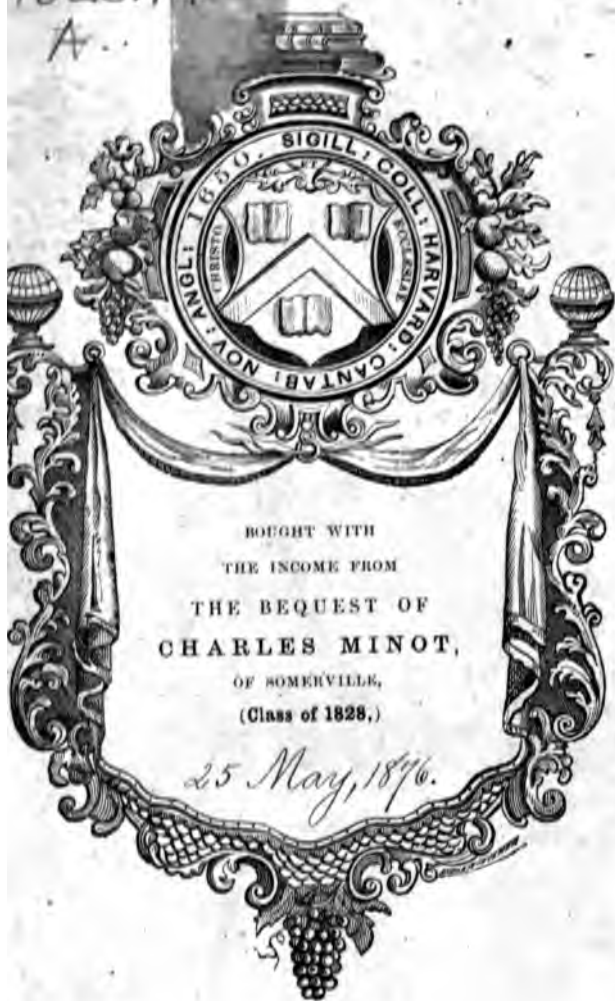 A.
SIGILL: COLL: HARVARD: CANTAB: NOV: ANGL: 1650.
ET
CHRISTO
ECCLESIAE
BOUGHT WITH
THE INCOME FROM
THE BEQUEST OF
CHARLES MINOT,
OF SOMERVILLE,
(Class of 1828,)
25 May, 1876.